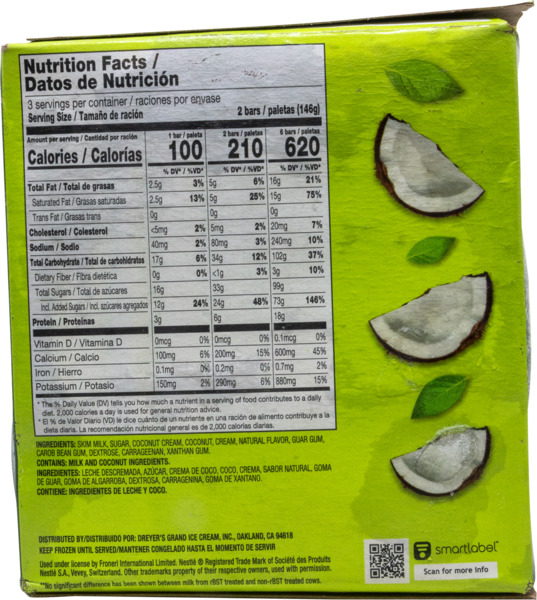 Nutrition Facts /
Datos de Nutrición
3 servings per container / raciones por envase
Serving Size / Tamaño de ración 2 bars / paletas (146g)
Amount per serving / Cantidad por ración 1 bar / paleta 2 bars / paletas 6 bars / paletas
Calories / Calorías 100 210 620
% DV* / %VD* % DV* / %VD* % DV* / %VD*
Total Fat / Total de grasas 2.5g 3% 5g 6% 16g 21%
Saturated Fat / Grasas saturadas 2.5g 13% 5g 25% 15g 75%
Trans Fat / Grasas trans 0g 0g 0g
Cholesterol / Colesterol <5mg 2% 5mg 2% 20mg 7%
Sodium / Sodio 40mg 2% 80mg 3% 240mg 10%
Total Carbohydrate / Total de carbohidratos 17g 6% 34g 12% 102g 37%
Dietary Fiber / Fibra dietética 0g 0% <1g 3% 3g 10%
Total Sugars / Total de azúcares 16g 33g 99g
Incl. Added Sugars / Incl. azúcares agregados 12g 24% 24g 48% 73g 146%
Protein / Proteínas 3g 6g 18g
Vitamin D / Vitamina D 0mcg 0% 0mcg 0% 0.1mcg 0%
Calcium / Calcio 100mg 6% 200mg 15% 600mg 45%
Iron / Hierro 0.1mg 0% 0.2mg 0% 0.7mg 2%
Potassium / Potasio 150mg 2% 290mg 6% 880mg 15%
* The % Daily Value (DV) tells you how much a nutrient in a serving of food contributes to a daily
diet. 2,000 calories a day is used for general nutrition advice.
* El % de Valor Diario (VD) le dice cuánto de un nutriente en una ración de alimento contribuye a la
dieta diaria. La recomendación nutricional general es de 2,000 calorías diarias.
INGREDIENTS: SKIM MILK, SUGAR, COCONUT CREAM, COCONUT, CREAM, NATURAL FLAVOR, GUAR GUM,
CAROB BEAN GUM, DEXTROSE, CARRAGEENAN, XANTHAN GUM.
CONTAINS: MILK AND COCONUT INGREDIENTS.
INGREDIENTES: LECHE DESCREMADA, AZÚCAR, CREMA DE COCO, COCO, CREMA, SABOR NATURAL, GOMA
DE GUAR, GOMA DE ALGARROBA, DEXTROSA, CARRAGENINA, GOMA DE XANTANO.
CONTIENE: INGREDIENTES DE LECHE Y COCO.
DISTRIBUTED BY/DISTRIBUIDO POR: DREYER'S GRAND ICE CREAM, INC., OAKLAND, CA 94618
KEEP FROZEN UNTIL SERVED/MANTENER CONGELADO HASTA EL MOMENTO DE SERVIR
Used under license by Froneri International Limited. Nestlé ® Registered Trade Mark of Société des Produits
Nestlé S.A., Vevey, Switzerland. Other trademarks property of their respective owners, used with permission.
**No significant difference has been shown between milk from rBST treated and non-rBST treated cows.
smartlabel™
Scan for more info